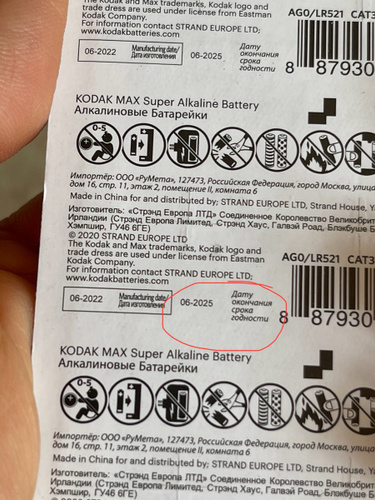 The Kodak and Max trademarks, Kodak logo and
trade dress are used under license from Eastman
Kodak Company.
For information contact STRAND EUROPE LTD;
www.kodakbatteries.com
AG0/LR521 CAT3
06-2022 Manufacturing date/
Дата изготовления
06-2025 Дату
окончания
срока
годности
8 87930
KODAK MAX Super Alkaline Battery
Алкалиновые Батарейки
0-5
Импортёр: ООО «РуМета», 127473, Российская Федерация, город Москва, улица
дом 16, стр. 11, этаж 2, помещение II, комната 6
Made in China for and distributed by: STRAND EUROPE LTD, Strand House, Ya
Изготовитель: «Стрэнд Европа ЛТД» Соединенное Королевство Великобрит
Ирландии (Стрэнд Европа Лимитед, Стрэнд Хаус, Галвэй Роад, Блэкбуше Б
Хэмпшир, ГУ46 6ГЕ)
© 2020 STRAND EUROPE LTD
The Kodak and Max trademarks, Kodak logo and
trade dress are used under license from Eastman
Kodak Company.
For information contact STRAND EUROPE LTD;
www.kodakbatteries.com
AG0/LR521 CAT3
06-2022 Manufacturing date/
Дата изготовления
06-2025 Дату
окончания
срока
годности
8 87930
KODAK MAX Super Alkaline Battery
Алкалиновые Батарейки
0-5
Импортёр: ООО «РуМета», 127473, Российская Федерация, город Москва
дом 16, стр. 11, этаж 2, помещение II, комната 6
Made in China for and distributed by: STRAND EUROPE LTD, Strand
Изготовитель: «Стрэнд Европа ЛТД» Соединенное Королевство
Ирландии (Стрэнд Европа Лимитед, Стрэнд Хаус, Галвэй Роад, Блэк
Хэмпшир, ГУ46 6ГЕ)